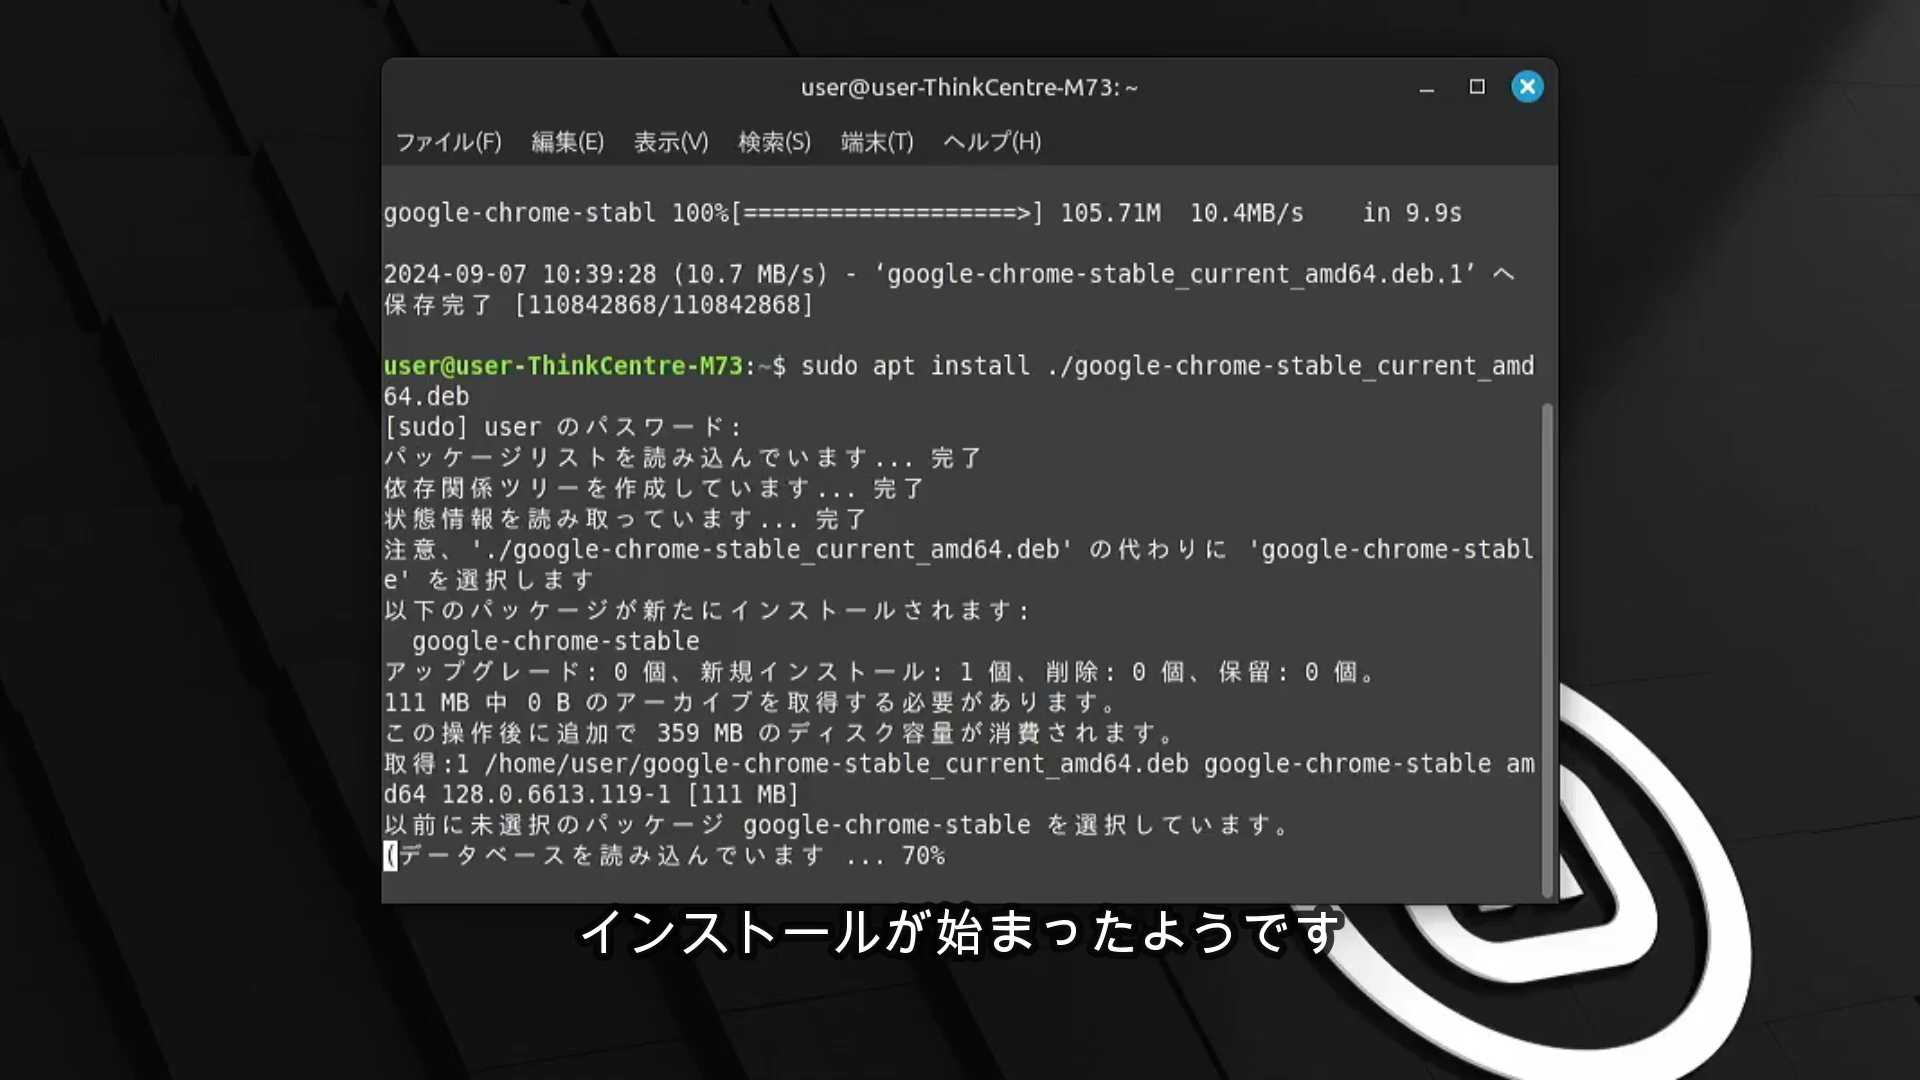 user@user-ThinkCentre-M73: ~
ファイル(F) 編集(E) 表示(V) 検索(S) 端末(T) ヘルプ(H)
google-chrome-stabl 100%[===================>] 105.71M 10.4MB/s in 9.9s
2024-09-07 10:39:28 (10.7 MB/s) - ‘google-chrome-stable_current_amd64.deb.1’ へ
保存完了 [110842868/110842868]
user@user-ThinkCentre-M73:~$ sudo apt install ./google-chrome-stable_current_amd
64.deb
[sudo] user のパスワード:
パッケージリストを読み込んでいます... 完了
依存関係ツリーを作成しています... 完了
状態情報を読み取っています... 完了
注意、'./google-chrome-stable_current_amd64.deb' の代わりに 'google-chrome-stabl
e' を選択します
以下のパッケージが新たにインストールされます:
google-chrome-stable
アップグレード: 0 個、新規インストール: 1 個、削除: 0 個、保留: 0 個。
111 MB 中 0 B のアーカイブを取得する必要があります。
この操作後に追加で 359 MB のディスク容量が消費されます。
取得:1 /home/user/google-chrome-stable_current_amd64.deb google-chrome-stable am
d64 128.0.6613.119-1 [111 MB]
以前に未選択のパッケージ google-chrome-stable を選択しています。
(データベースを読み込んでいます ... 70%
インストールが始まったようです